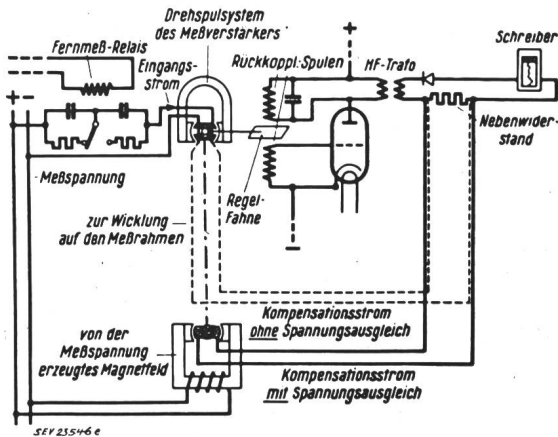 Drehspulsystem
des Meßverstärkers
Fernmeß-Relais
Eingangs-
strom
Rückkoppl-Spulen
HF-Trafo
Schreiber
+
-
+
Nebenwider-
stand
Meßspannung
Regel-
Fahne
zur Wicklung
auf den Meßrahmen
-
Kompensationsstrom
ohne Spannungsausgleich
von der
Meßspannung
erzeugtes Magnetfeld
Kompensationsstrom
mit Spannungsausgleich
SEV 23546 e